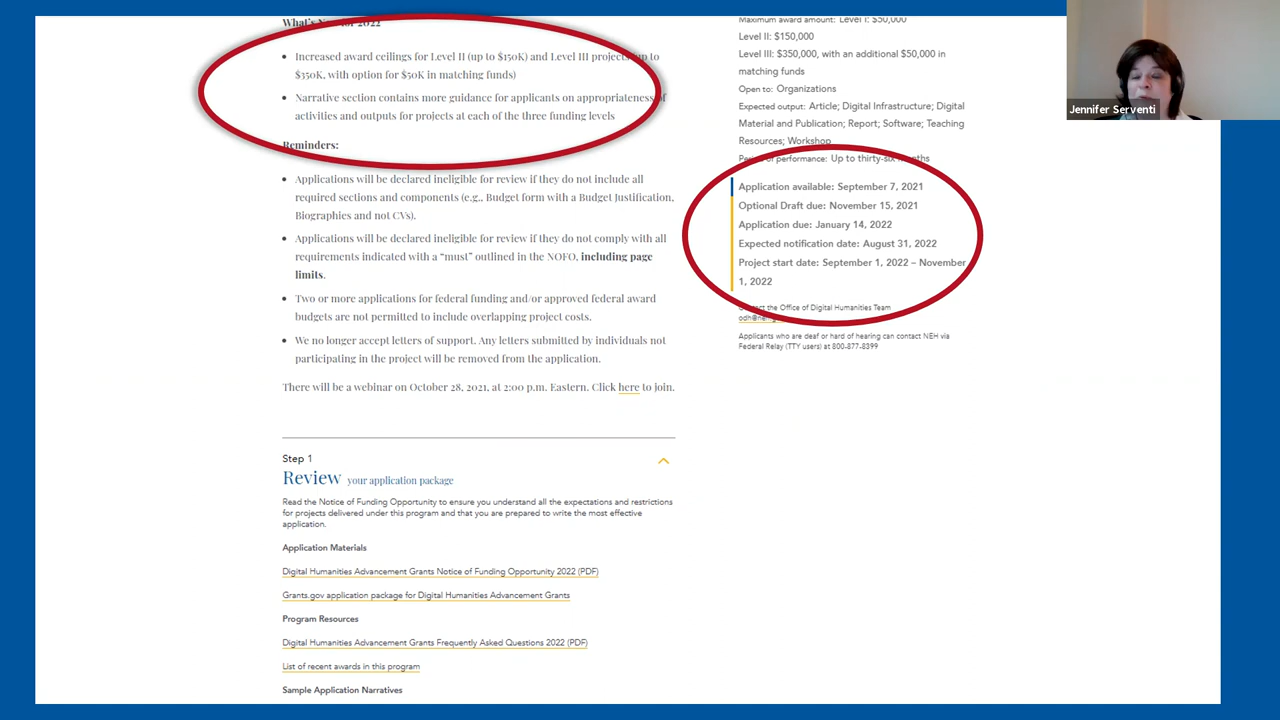 What's New for 2022
Increased award ceilings for Level II (up to $150K) and Level III projects (up to
$350K, with option for $50K in matching funds)
Narrative section contains more guidance for applicants on appropriateness of
activities and outputs for projects at each of the three funding levels
Reminders:
Applications will be declared ineligible for review if they do not include all
required sections and components (e.g., Budget form with a Budget Justification,
Biographies and not CVs).
Applications will be declared ineligible for review if they do not comply with all
requirements indicated with a “must” outlined in the NOFO, including page
limits.
Two or more applications for federal funding and/or approved federal award
budgets are not permitted to include overlapping project costs.
We no longer accept letters of support. Any letters submitted by individuals not
participating in the project will be removed from the application.
There will be a webinar on October 28, 2021, at 2:00 p.m. Eastern. Click here to join.
Step 1
Review your application package
Read the Notice of Funding Opportunity to ensure you understand all the expectations and restrictions
for projects delivered under this program and that you are prepared to write the most effective
application.
Application Materials
Digital Humanities Advancement Grants Notice of Funding Opportunity 2022 (PDF)
Grants.gov application package for Digital Humanities Advancement Grants
Program Resources
Digital Humanities Advancement Grants Frequently Asked Questions 2022 (PDF)
List of recent awards in this program
Sample Application Narratives
Maximum award amount: Level I: $50,000
Level II: $150,000
Level III: $350,000, with an additional $50,000 in
matching funds
Open to: Organizations
Expected output: Article; Digital Infrastructure; Digital
Material and Publication; Report; Software; Teaching
Resources; Workshop
Period of performance: Up to thirty-six months
Application available: September 7, 2021
Optional Draft due: November 15, 2021
Application due: January 14, 2022
Expected notification date: August 31, 2022
Project start date: September 1, 2022 – November
1, 2022
Contact the Office of Digital Humanities Team
Applicants who are deaf or hard of hearing can contact NEH via
Federal Relay (TTY users) at 800-877-8399
Jennifer Serventi